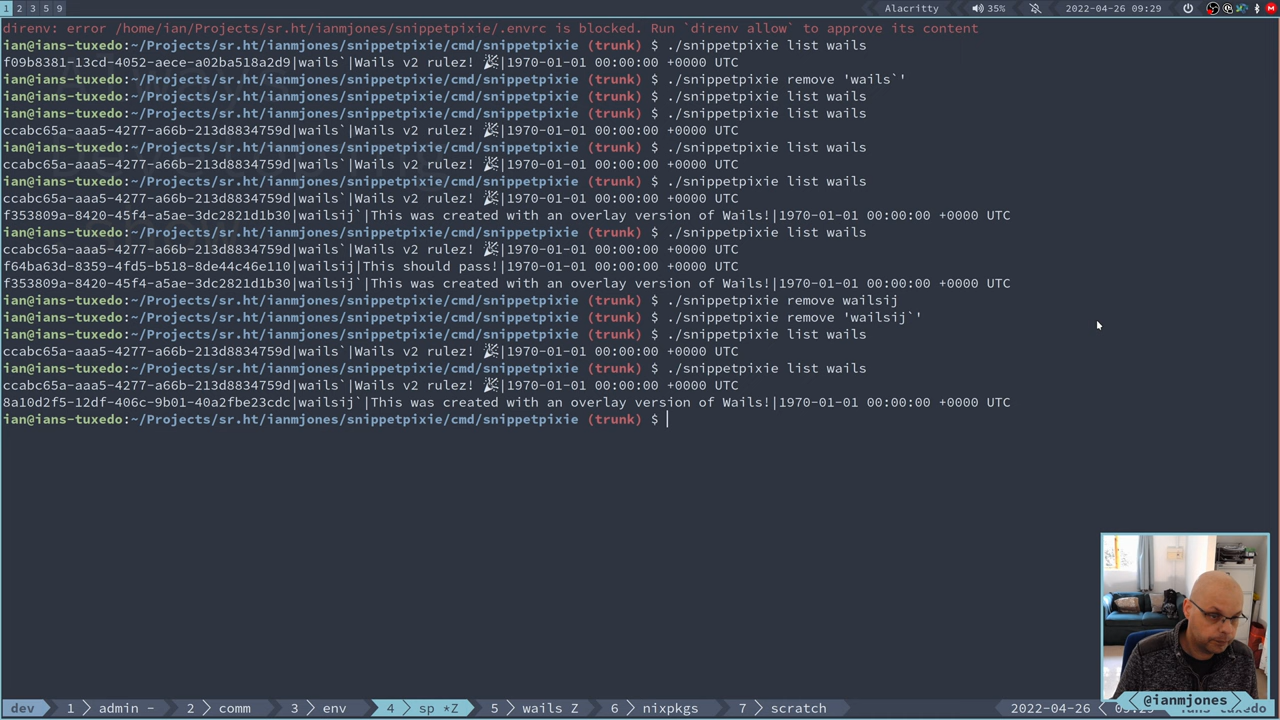 1 2 3 5 9 Alacritty 35% 2022-04-26 09:29
direnv: error /home/ian/Projects/sr.ht/ianmjones/snippetpixie/.envrc is blocked. Run `direnv allow` to approve its content
ian@ians-tuxedo:~/Projects/sr.ht/ianmjones/snippetpixie/cmd/snippetpixie (trunk) $ ./snippetpixie list wails
f09b8381-13cd-4052-aece-a02ba518a2d9|wails`|Wails v2 rulez! 🎉|1970-01-01 00:00:00 +0000 UTC
ian@ians-tuxedo:~/Projects/sr.ht/ianmjones/snippetpixie/cmd/snippetpixie (trunk) $ ./snippetpixie remove 'wails`'
ian@ians-tuxedo:~/Projects/sr.ht/ianmjones/snippetpixie/cmd/snippetpixie (trunk) $ ./snippetpixie list wails
ian@ians-tuxedo:~/Projects/sr.ht/ianmjones/snippetpixie/cmd/snippetpixie (trunk) $ ./snippetpixie list wails
ccabc65a-aaa5-4277-a66b-213d8834759d|wails`|Wails v2 rulez! 🎉|1970-01-01 00:00:00 +0000 UTC
ian@ians-tuxedo:~/Projects/sr.ht/ianmjones/snippetpixie/cmd/snippetpixie (trunk) $ ./snippetpixie list wails
ccabc65a-aaa5-4277-a66b-213d8834759d|wails`|Wails v2 rulez! 🎉|1970-01-01 00:00:00 +0000 UTC
ian@ians-tuxedo:~/Projects/sr.ht/ianmjones/snippetpixie/cmd/snippetpixie (trunk) $ ./snippetpixie list wails
ccabc65a-aaa5-4277-a66b-213d8834759d|wails`|Wails v2 rulez! 🎉|1970-01-01 00:00:00 +0000 UTC
f353809a-8420-45f4-a5ae-3dc2821d1b30|wailsij`|This was created with an overlay version of Wails!|1970-01-01 00:00:00 +0000 UTC
ian@ians-tuxedo:~/Projects/sr.ht/ianmjones/snippetpixie/cmd/snippetpixie (trunk) $ ./snippetpixie list wails
ccabc65a-aaa5-4277-a66b-213d8834759d|wails`|Wails v2 rulez! 🎉|1970-01-01 00:00:00 +0000 UTC
f64ba63d-8359-4fd5-b518-8de44c46e110|wailsij|This should pass!|1970-01-01 00:00:00 +0000 UTC
f353809a-8420-45f4-a5ae-3dc2821d1b30|wailsij`|This was created with an overlay version of Wails!|1970-01-01 00:00:00 +0000 UTC
ian@ians-tuxedo:~/Projects/sr.ht/ianmjones/snippetpixie/cmd/snippetpixie (trunk) $ ./snippetpixie remove wailsij
ian@ians-tuxedo:~/Projects/sr.ht/ianmjones/snippetpixie/cmd/snippetpixie (trunk) $ ./snippetpixie remove 'wailsij`'
ian@ians-tuxedo:~/Projects/sr.ht/ianmjones/snippetpixie/cmd/snippetpixie (trunk) $ ./snippetpixie list wails
ccabc65a-aaa5-4277-a66b-213d8834759d|wails`|Wails v2 rulez! 🎉|1970-01-01 00:00:00 +0000 UTC
ian@ians-tuxedo:~/Projects/sr.ht/ianmjones/snippetpixie/cmd/snippetpixie (trunk) $ ./snippetpixie list wails
ccabc65a-aaa5-4277-a66b-213d8834759d|wails`|Wails v2 rulez! 🎉|1970-01-01 00:00:00 +0000 UTC
8a10d2f5-12df-406c-9b01-40a2fbe23cdc|wailsij`|This was created with an overlay version of Wails!|1970-01-01 00:00:00 +0000 UTC
ian@ians-tuxedo:~/Projects/sr.ht/ianmjones/snippetpixie/cmd/snippetpixie (trunk) $
@ianmjones
dev 1 admin - 2 comm 3 env 4 sp *Z 5 wails Z 6 nixpkgs 7 scratch 2022-04-26